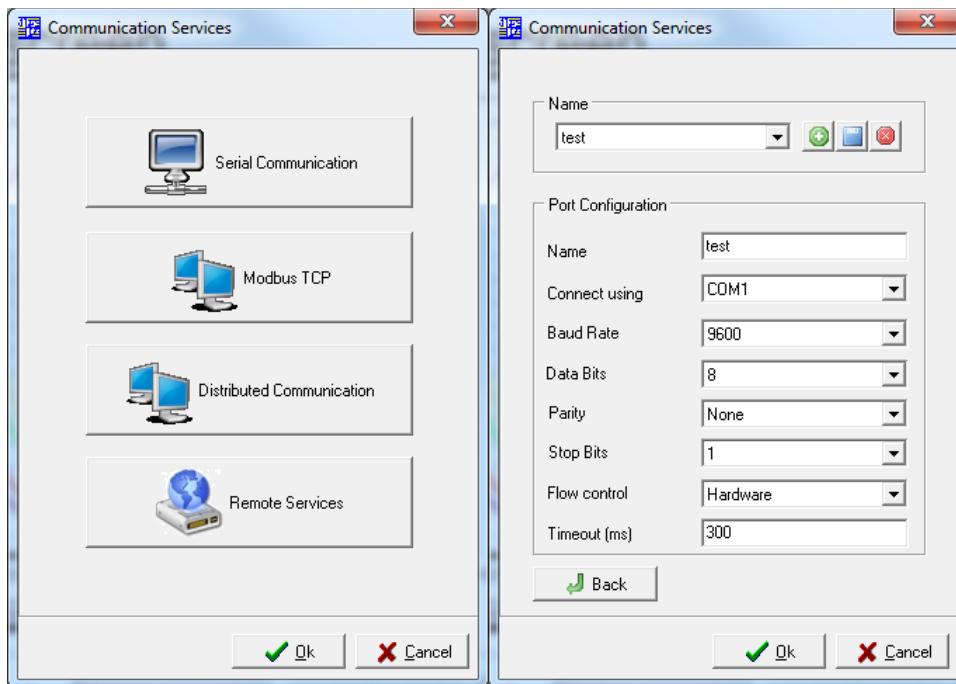 Communication Services
Serial Communication
Modbus TCP
Distributed Communication
Remote Services
Ok
Cancel
Communication Services
Name
test
Port Configuration
Name
test
Connect using
COM1
Baud Rate
9600
Data Bits
8
Parity
None
Stop Bits
1
Flow control
Hardware
Timeout (ms)
300
Back
Ok
Cancel